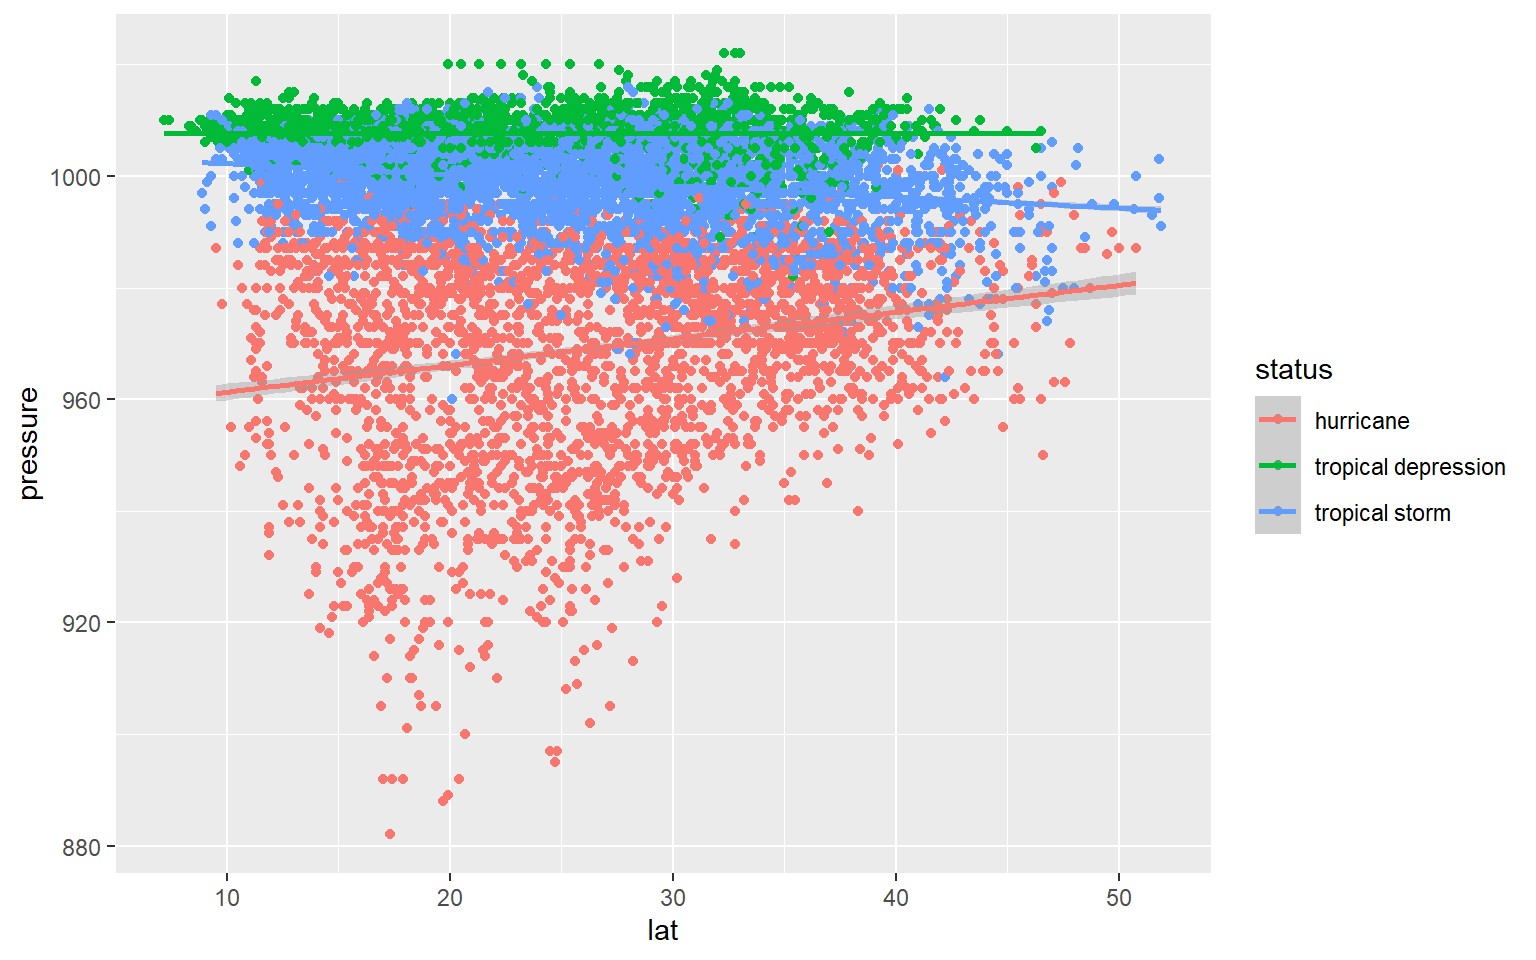 1000
960
920
880
pressure
10 20 30 40 50
lat
status
hurricane
tropical depression
tropical storm